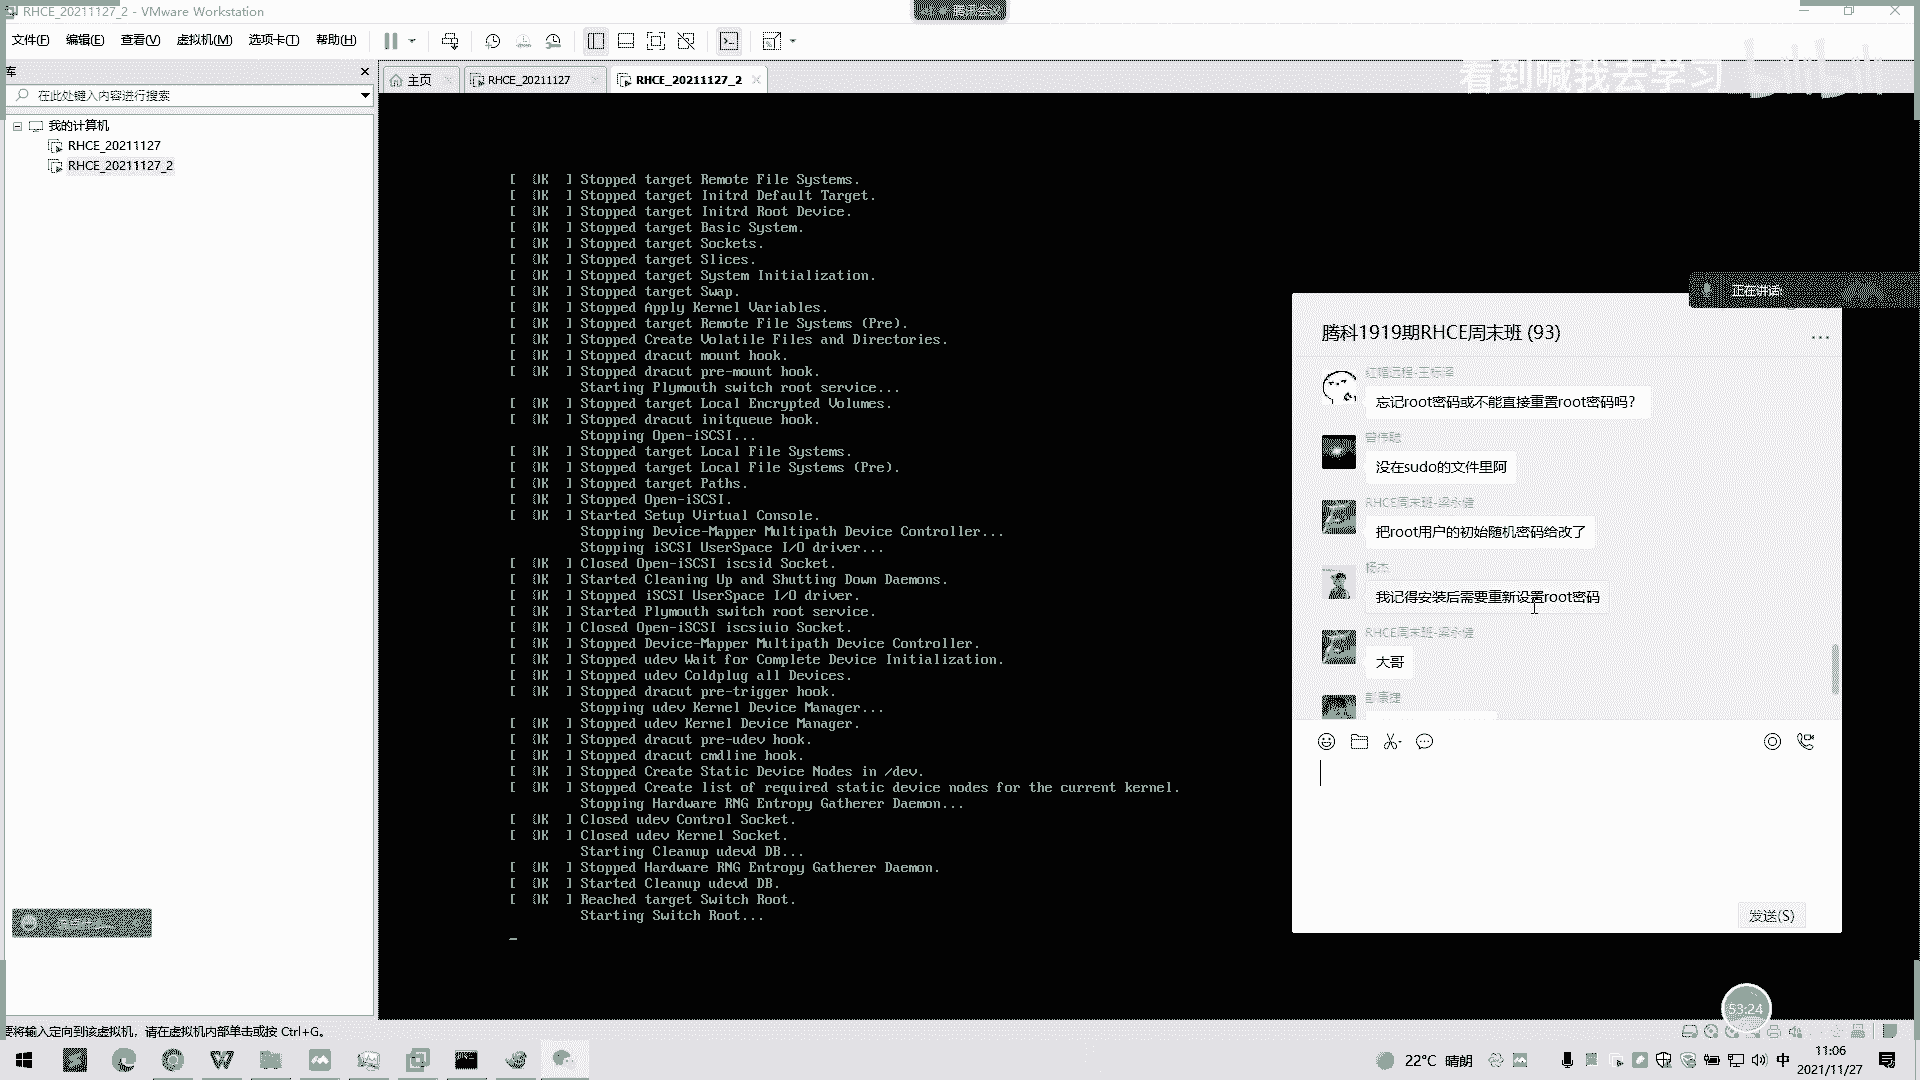 RHCE_20211127_2 - VMware Workstation
文件(F) 编辑(E) 查看(V) 虚拟机(M) 选项卡(T) 帮助(H)
库
在此处键入内容进行搜索
我的计算机
RHCE_20211127
RHCE_20211127_2
主页 RHCE_20211127 RHCE_20211127_2
看到喊我去学习
[ OK ] Stopped target Remote File Systems.
[ OK ] Stopped target Initrd Default Target.
[ OK ] Stopped target Initrd Root Device.
[ OK ] Stopped target Basic System.
[ OK ] Stopped target Sockets.
[ OK ] Stopped target Slices.
[ OK ] Stopped target System Initialization.
[ OK ] Stopped target Swap.
[ OK ] Stopped Apply Kernel Variables.
[ OK ] Stopped target Remote File Systems (Pre).
[ OK ] Stopped Create Volatile Files and Directories.
[ OK ] Stopped dracut mount hook.
[ OK ] Stopped dracut pre-mount hook.
Starting Plymouth switch root service...
[ OK ] Stopped target Local Encrypted Volumes.
[ OK ] Stopped dracut initqueue hook.
Stopping Open-iSCSI...
[ OK ] Stopped target Local File Systems.
[ OK ] Stopped target Local File Systems (Pre).
[ OK ] Stopped target Paths.
[ OK ] Stopped Open-iSCSI.
[ OK ] Started Setup Virtual Console.
Stopping Device-Mapper Multipath Device Controller...
Stopping iSCSI UserSpace I/O driver...
[ OK ] Closed Open-iSCSI iscsid Socket.
[ OK ] Started Cleaning Up and Shutting Down Daemons.
[ OK ] Stopped iSCSI UserSpace I/O driver.
[ OK ] Started Plymouth switch root service.
[ OK ] Closed Open-iSCSI iscsiuio Socket.
[ OK ] Stopped Device-Mapper Multipath Device Controller.
[ OK ] Stopped udev Wait for Complete Device Initialization.
[ OK ] Stopped udev Coldplug all Devices.
[ OK ] Stopped dracut pre-trigger hook.
Stopping udev Kernel Device Manager...
[ OK ] Stopped udev Kernel Device Manager.
[ OK ] Stopped dracut pre-udev hook.
[ OK ] Stopped dracut cmdline hook.
[ OK ] Stopped Create Static Device Nodes in /dev.
[ OK ] Stopped Create list of required static device nodes for the current kernel.
Stopping Hardware RNG Entropy Gatherer Daemon...
[ OK ] Closed udev Control Socket.
[ OK ] Closed udev Kernel Socket.
Starting Cleanup udevd DB...
[ OK ] Stopped Hardware RNG Entropy Gatherer Daemon.
[ OK ] Started Cleanup udevd DB.
[ OK ] Reached target Switch Root.
Starting Switch Root...
正在讲话:
腾科1919期RHCE周末班 (93)
红帽远程-王标泽
忘记root密码或不能直接重置root密码吗?
曾伟聪
没在sudo的文件里阿
RHCE周末班-梁永健
把root用户的初始随机密码给改了
杨杰
我记得安装后需要重新设置root密码
RHCE周末班-梁永健
大哥
彭康捷
发送(S)
53:24
要将输入定向到该虚拟机，请在虚拟机内部单击或按 Ctrl+G。
22°C 晴朗
中
11:06
2021/11/27